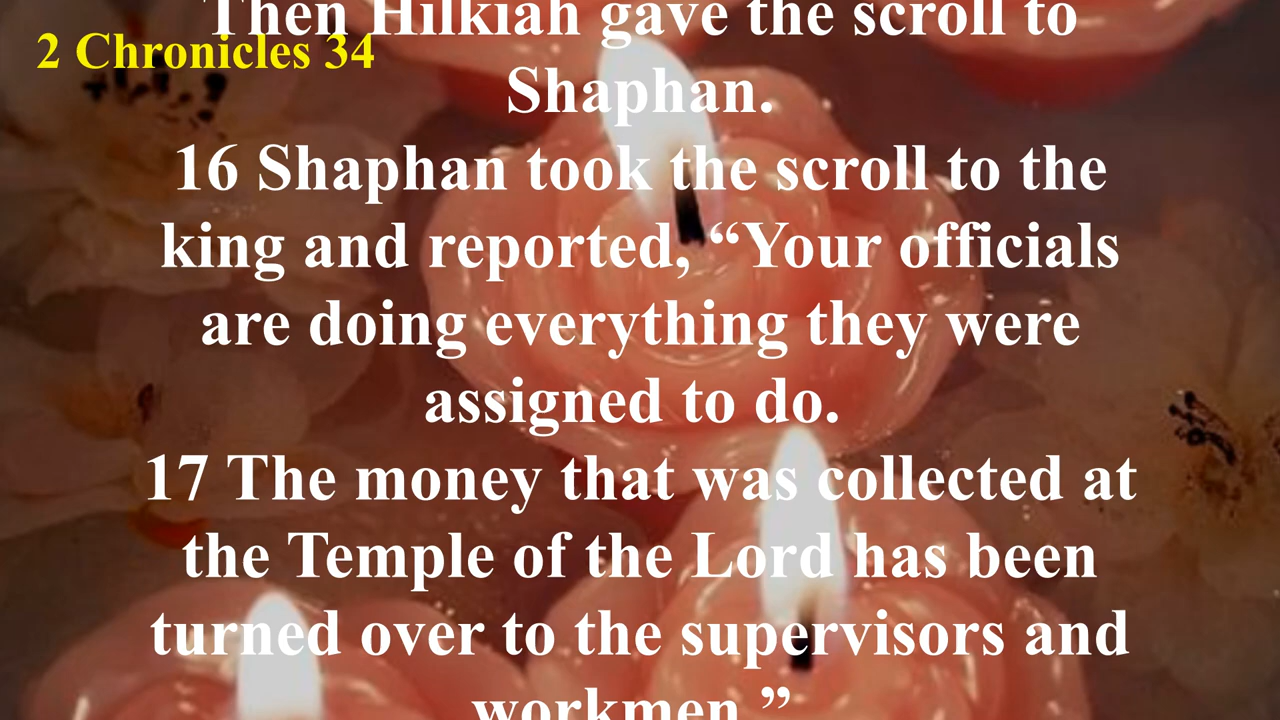 Then Hilkiah gave the scroll to
2 Chronicles 34
Shaphan.
16 Shaphan took the scroll to the
king and reported, “Your officials
are doing everything they were
assigned to do.
17 The money that was collected at
the Temple of the Lord has been
turned over to the supervisors and
workmen.”